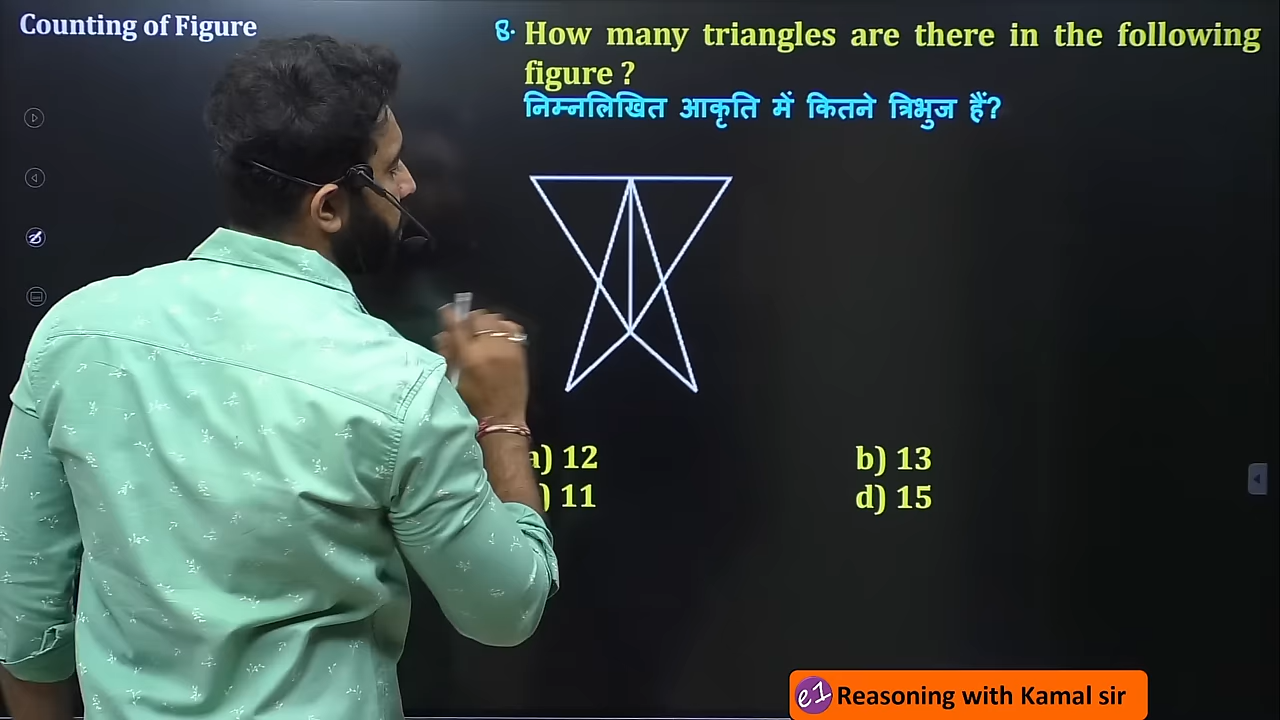 Counting of Figure
8. How many triangles are there in the following
figure ?
निम्नलिखित आकृति में कितने त्रिभुज हैं?
a) 12 b) 13
) 11 d) 15
e1 Reasoning with Kamal sir